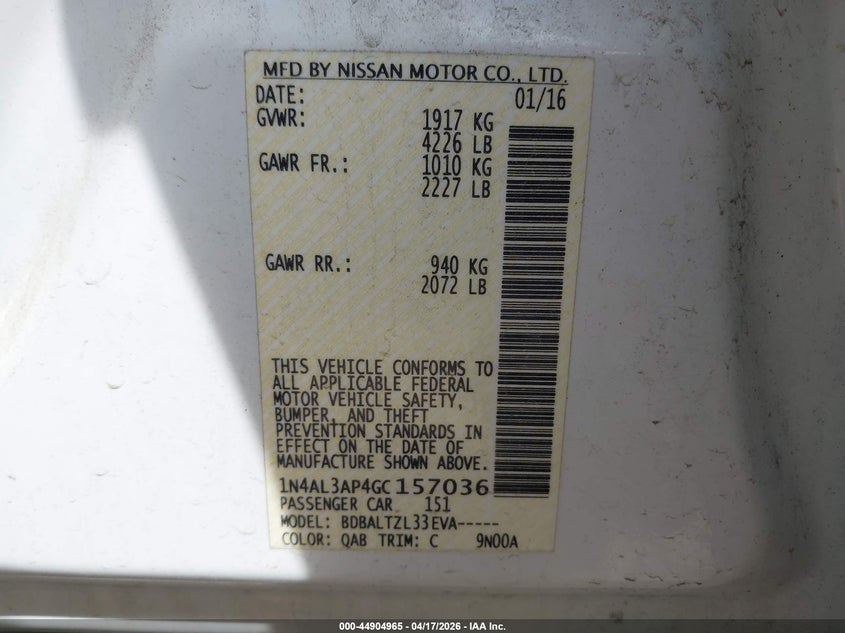 MFD BY NISSAN MOTOR CO., LTD.
DATE: 01/16
GVWR: 1917 KG
4226 LB
GAWR FR.: 1010 KG
2227 LB
GAWR RR.: 940 KG
2072 LB
THIS VEHICLE CONFORMS TO
ALL APPLICABLE FEDERAL
MOTOR VEHICLE SAFETY,
BUMPER, AND THEFT
PREVENTION STANDARDS IN
EFFECT ON THE DATE OF
MANUFACTURE SHOWN ABOVE.
1N4AL3AP4GC157036
PASSENGER CAR 151
MODEL: BDBALTZL33EVA-----
COLOR: QAB TRIM: C 9N00A
000-44904965 - 04/17/2026 - IAA Inc.